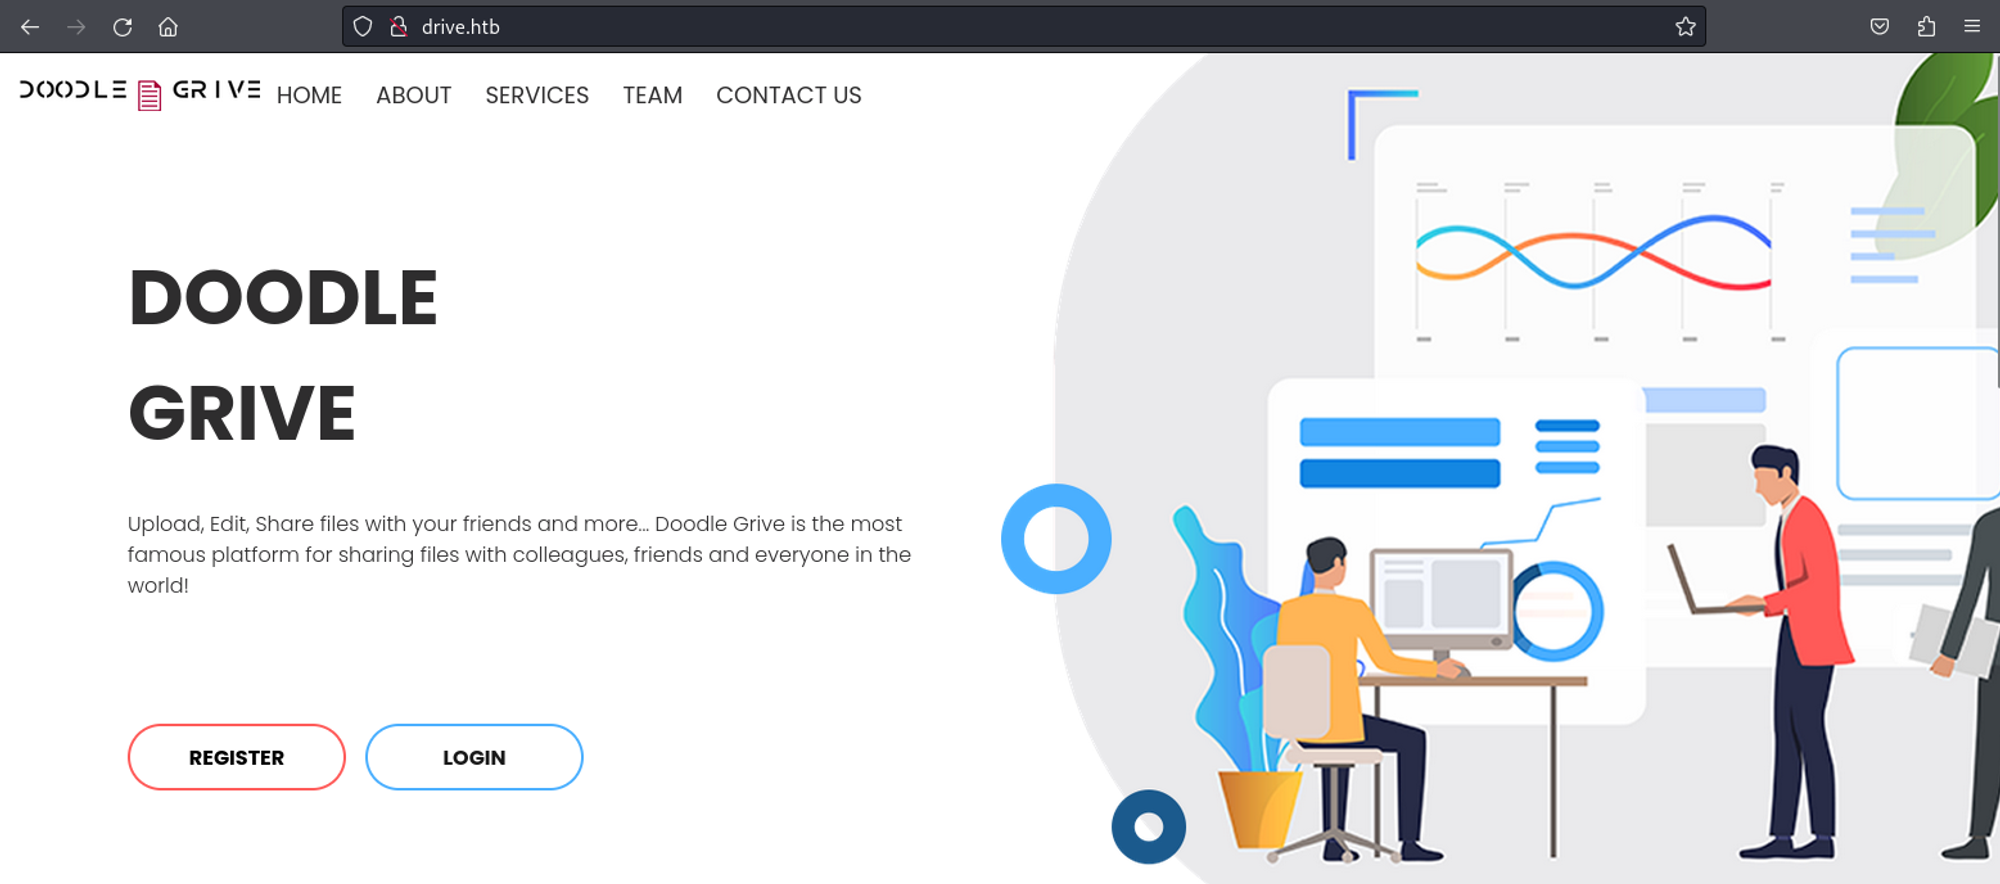 drive.htb
DOODLE GRIVE HOME ABOUT SERVICES TEAM CONTACT US
DOODLE
GRIVE
Upload, Edit, Share files with your friends and more... Doodle Grive is the most
famous platform for sharing files with colleagues, friends and everyone in the
world!
REGISTER LOGIN